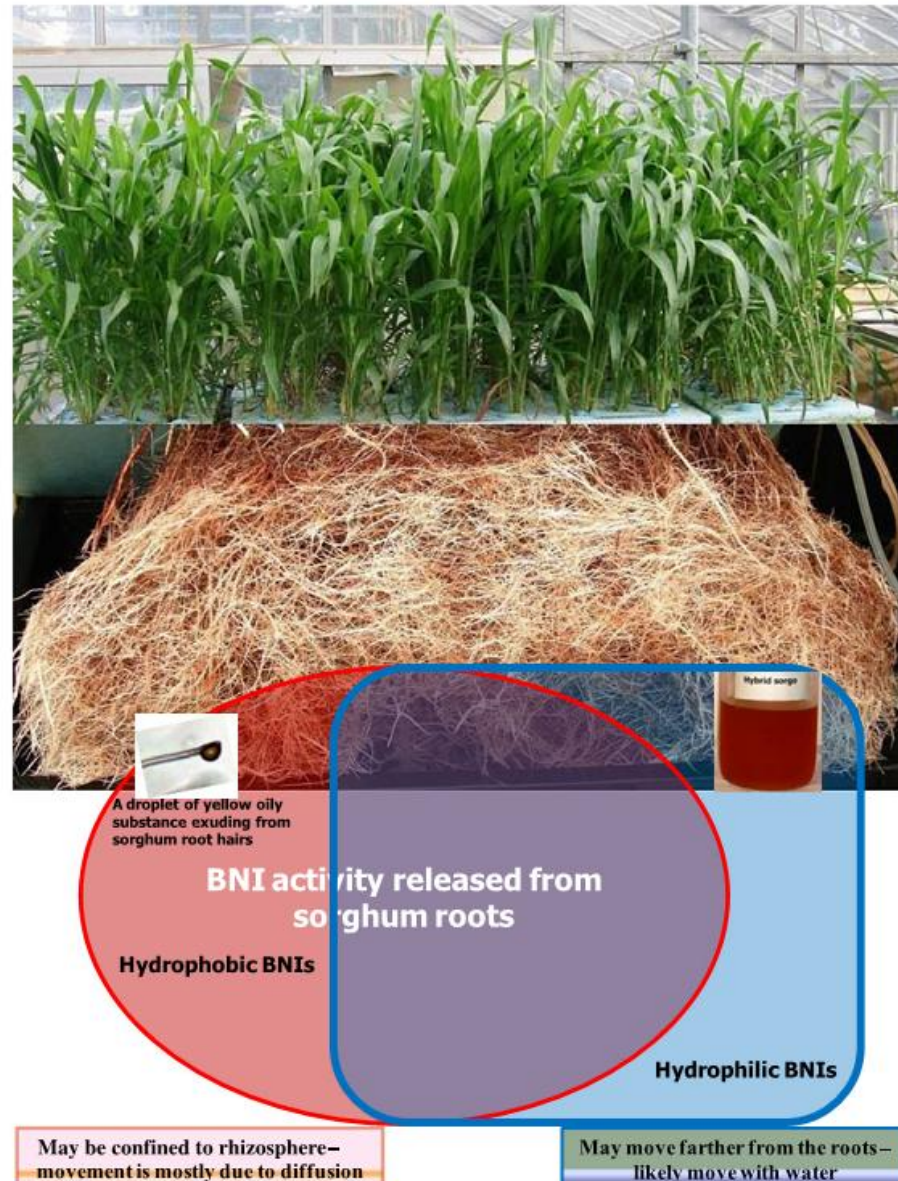 Hybrid sorgo
A droplet of yellow oily
substance exuding from
sorghum root hairs
BNI activity released from
sorghum roots
Hydrophobic BNIs
Hydrophilic BNIs
May be confined to rhizosphere–
movement is mostly due to diffusion
May move farther from the roots–
likely move with water